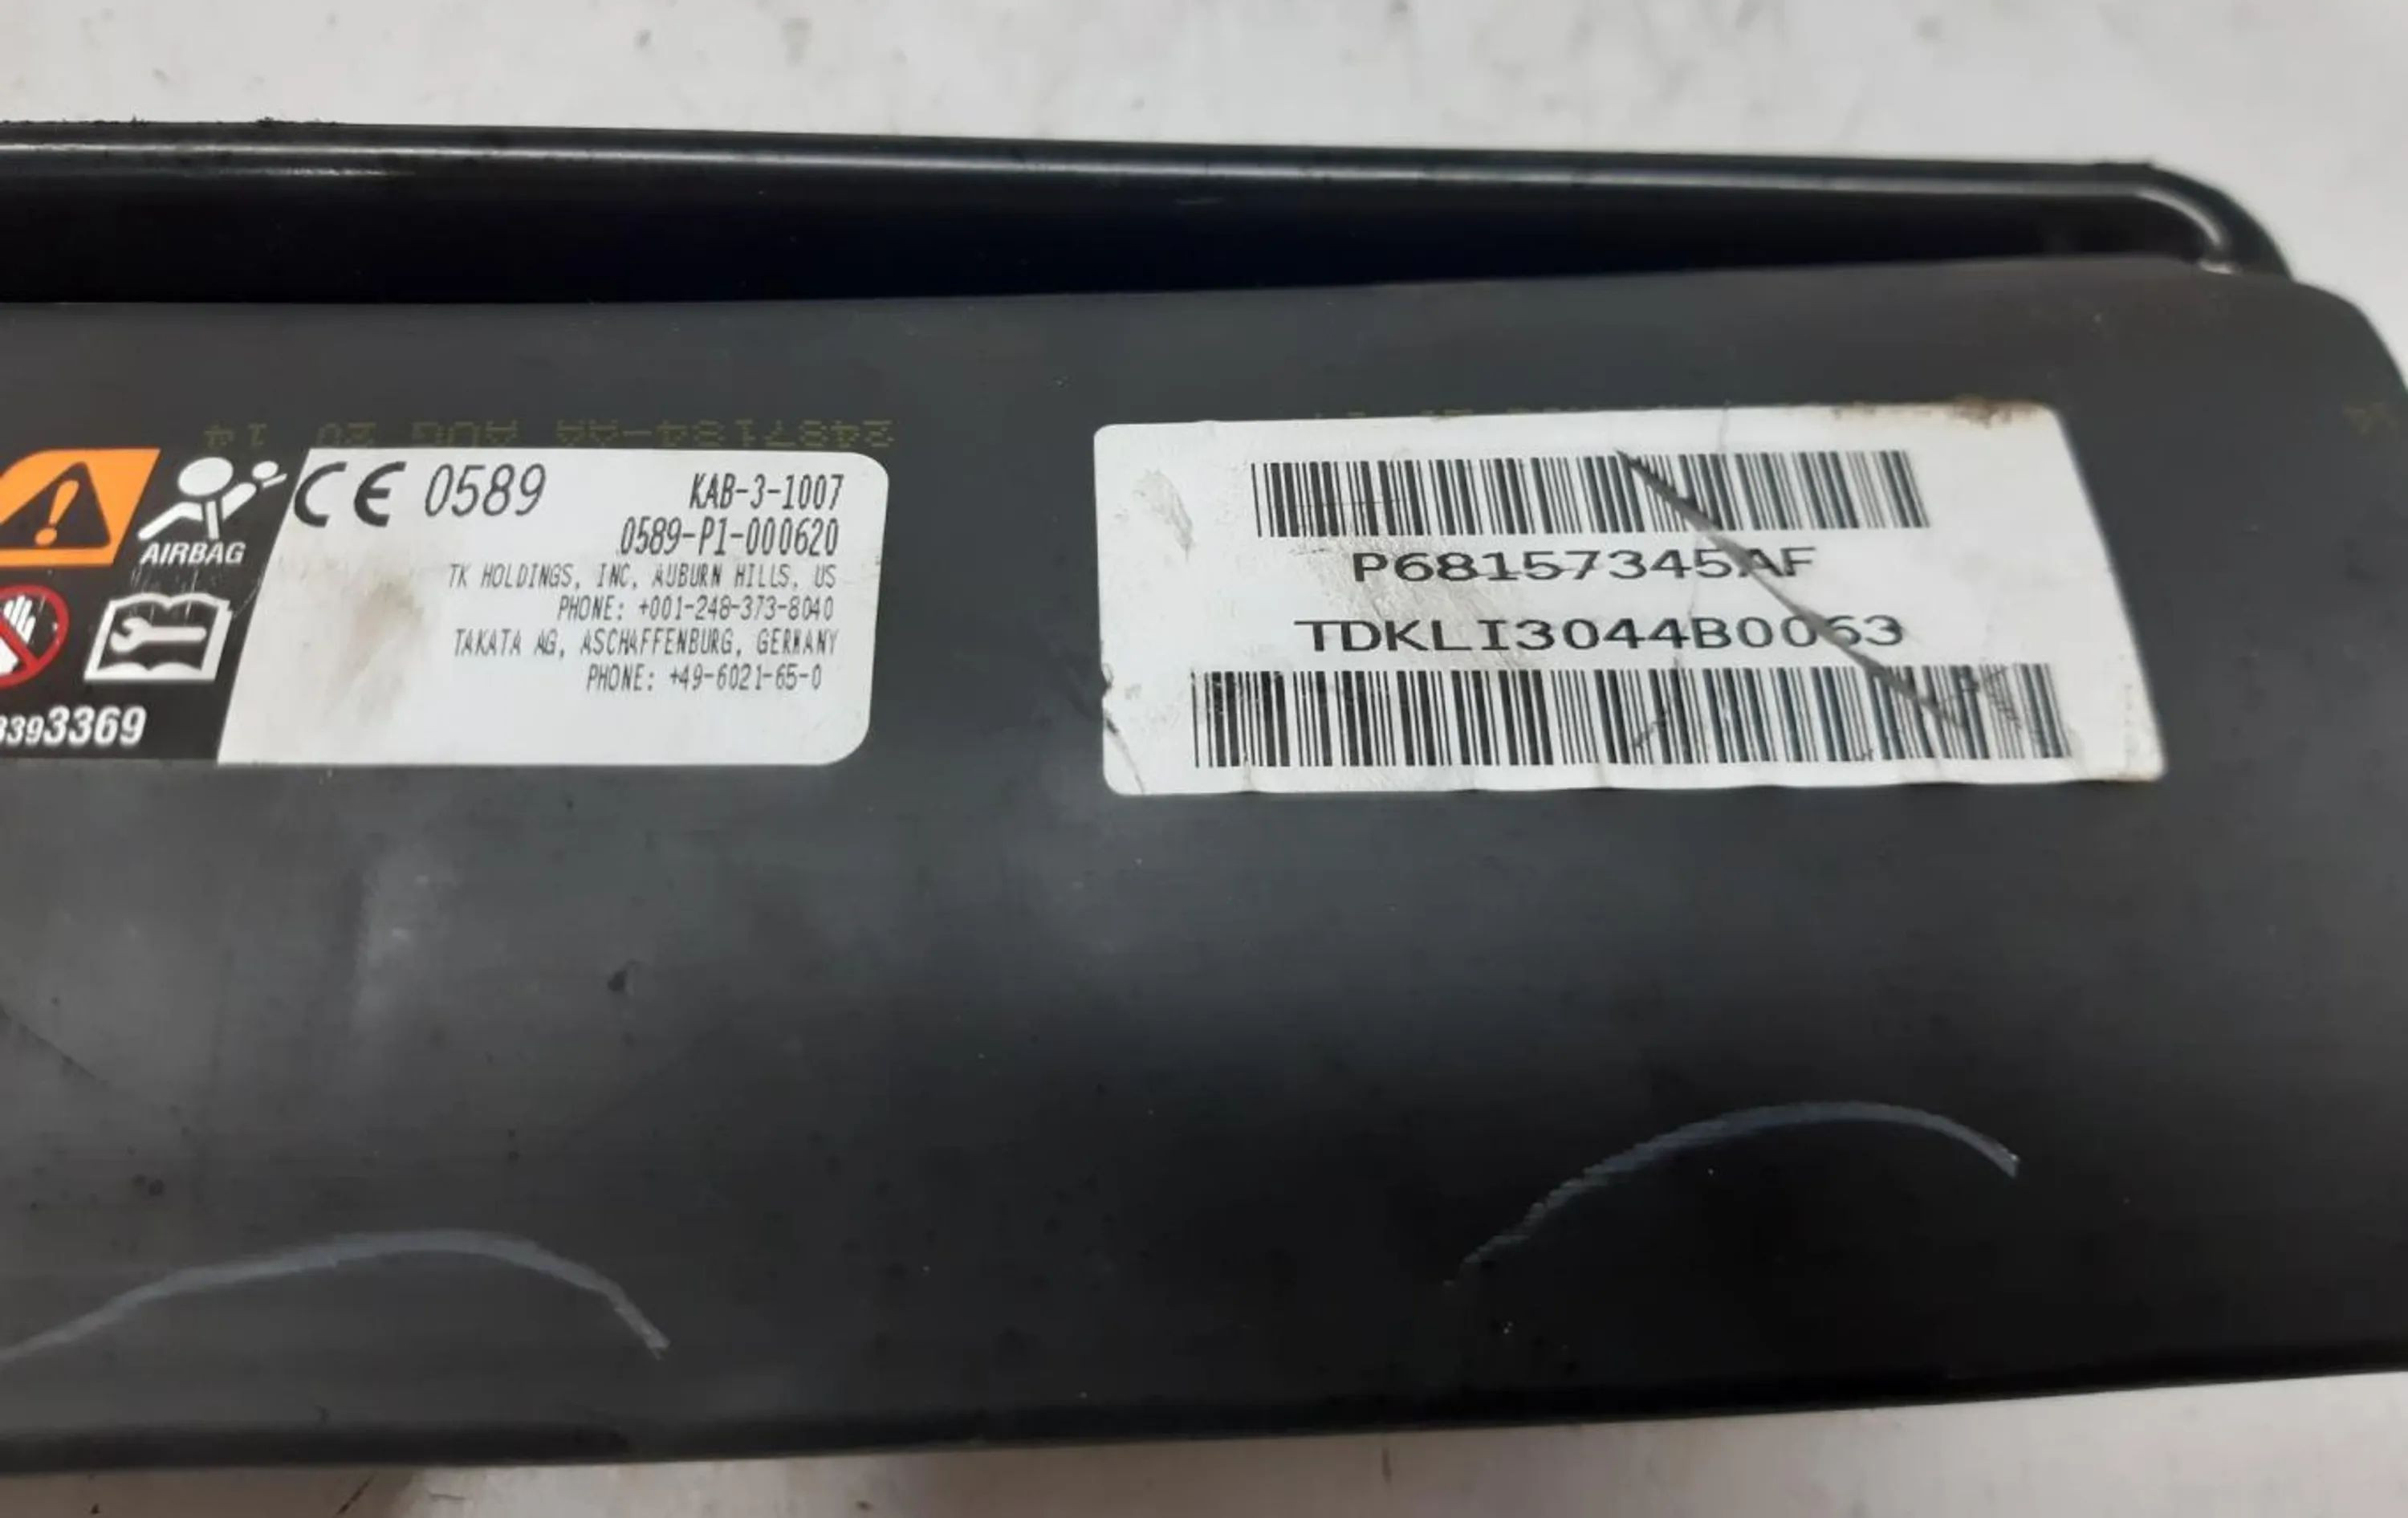 CE 0589
KAB-3-1007
0589-P1-000620
TK HOLDINGS, INC, AUBURN HILLS, US
PHONE: +001-248-373-8040
TAKATA AG, ASCHAFFENBURG, GERMANY
PHONE: +49-6021-65-0
AIRBAG
3393369
P68157345AF
TDKLI3044B0063